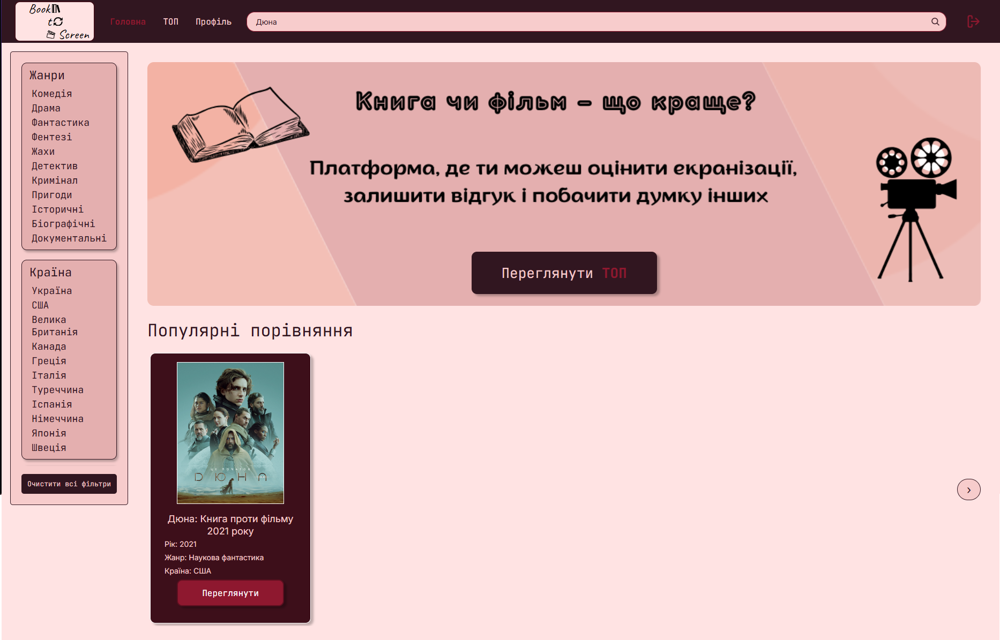 Book
to
Screen
Головна
ТОП
Профіль
Дюна
Жанри
Комедія
Драма
Фантастика
Фентезі
Жахи
Детектив
Кримінал
Пригоди
Історичні
Біографічні
Документальні
Країна
Україна
США
Велика
Британія
Канада
Греція
Італія
Туреччина
Іспанія
Німеччина
Японія
Швеція
Очистити всі фільтри
Книга чи фільм – що краще?
Платформа, де ти можеш оцінити екранізації,
залишити відгук і побачити думку інших
Переглянути ТОП
Популярні порівняння
ЦЕ ПОЧАТОК
ДЮНА
Дюна: Книга проти фільму
2021 року
Рік: 2021
Жанр: Наукова фантастика
Країна: США
Переглянути
›